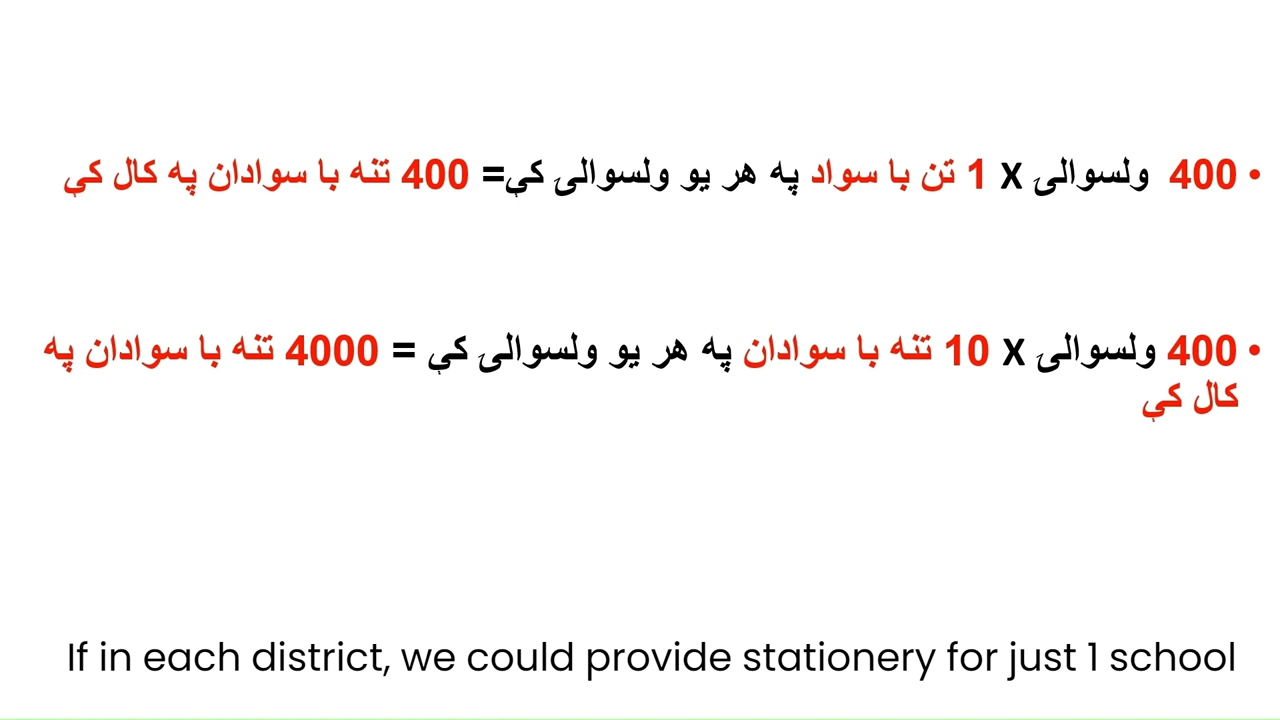 • 400 ولسوالۍ x 1 تن با سواد په هر يو ولسوالۍ کې= 400 تنه با سوادان په کال کې
• 400 ولسوالۍ x 10 تنه با سوادان په هر يو ولسوالۍ کې = 4000 تنه با سوادان په
کال کې
If in each district, we could provide stationery for just 1 school